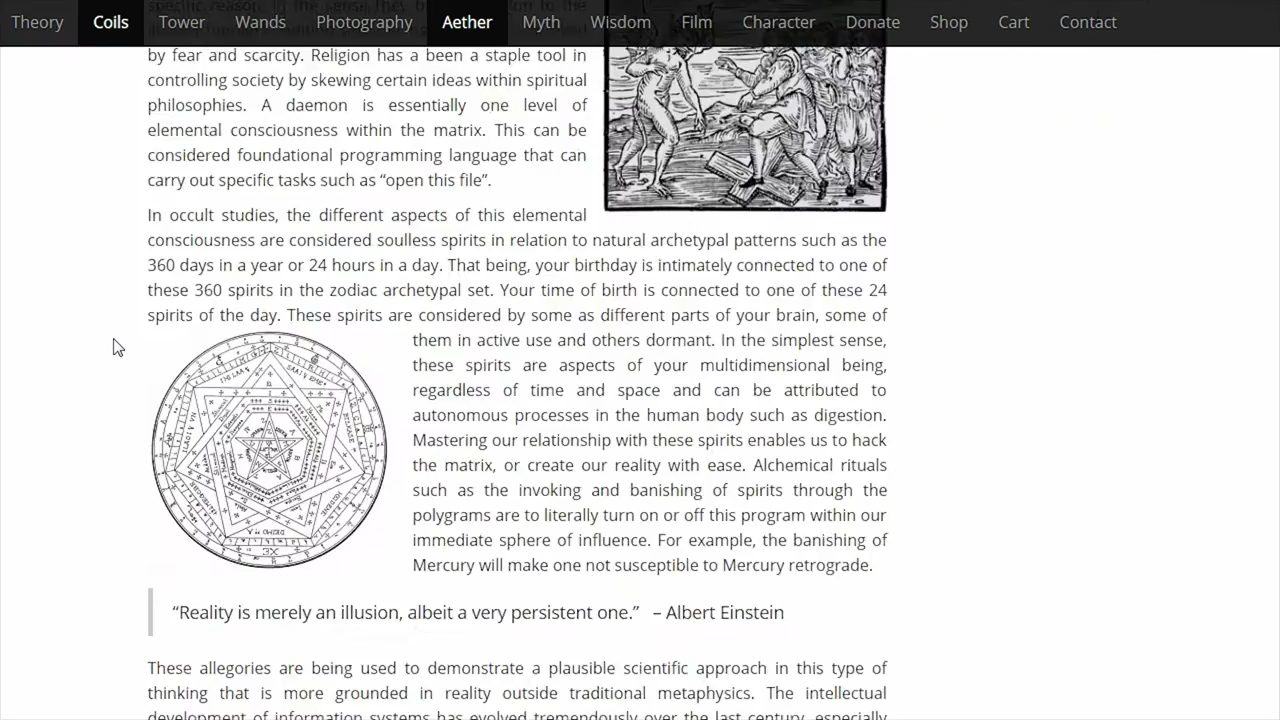 Theory Coils Tower Wands Photography Aether Myth Wisdom Film Character Donate Shop Cart Contact
by fear and scarcity. Religion has a been a staple tool in
controlling society by skewing certain ideas within spiritual
philosophies. A daemon is essentially one level of
elemental consciousness within the matrix. This can be
considered foundational programming language that can
carry out specific tasks such as “open this file”.
In occult studies, the different aspects of this elemental
consciousness are considered soulless spirits in relation to natural archetypal patterns such as the
360 days in a year or 24 hours in a day. That being, your birthday is intimately connected to one of
these 360 spirits in the zodiac archetypal set. Your time of birth is connected to one of these 24
spirits of the day. These spirits are considered by some as different parts of your brain, some of
them in active use and others dormant. In the simplest sense,
these spirits are aspects of your multidimensional being,
regardless of time and space and can be attributed to
autonomous processes in the human body such as digestion.
Mastering our relationship with these spirits enables us to hack
the matrix, or create our reality with ease. Alchemical rituals
such as the invoking and banishing of spirits through the
polygrams are to literally turn on or off this program within our
immediate sphere of influence. For example, the banishing of
Mercury will make one not susceptible to Mercury retrograde.
“Reality is merely an illusion, albeit a very persistent one.” – Albert Einstein
These allegories are being used to demonstrate a plausible scientific approach in this type of
thinking that is more grounded in reality outside traditional metaphysics. The intellectual
development of information systems has evolved tremendously over the last century, especially